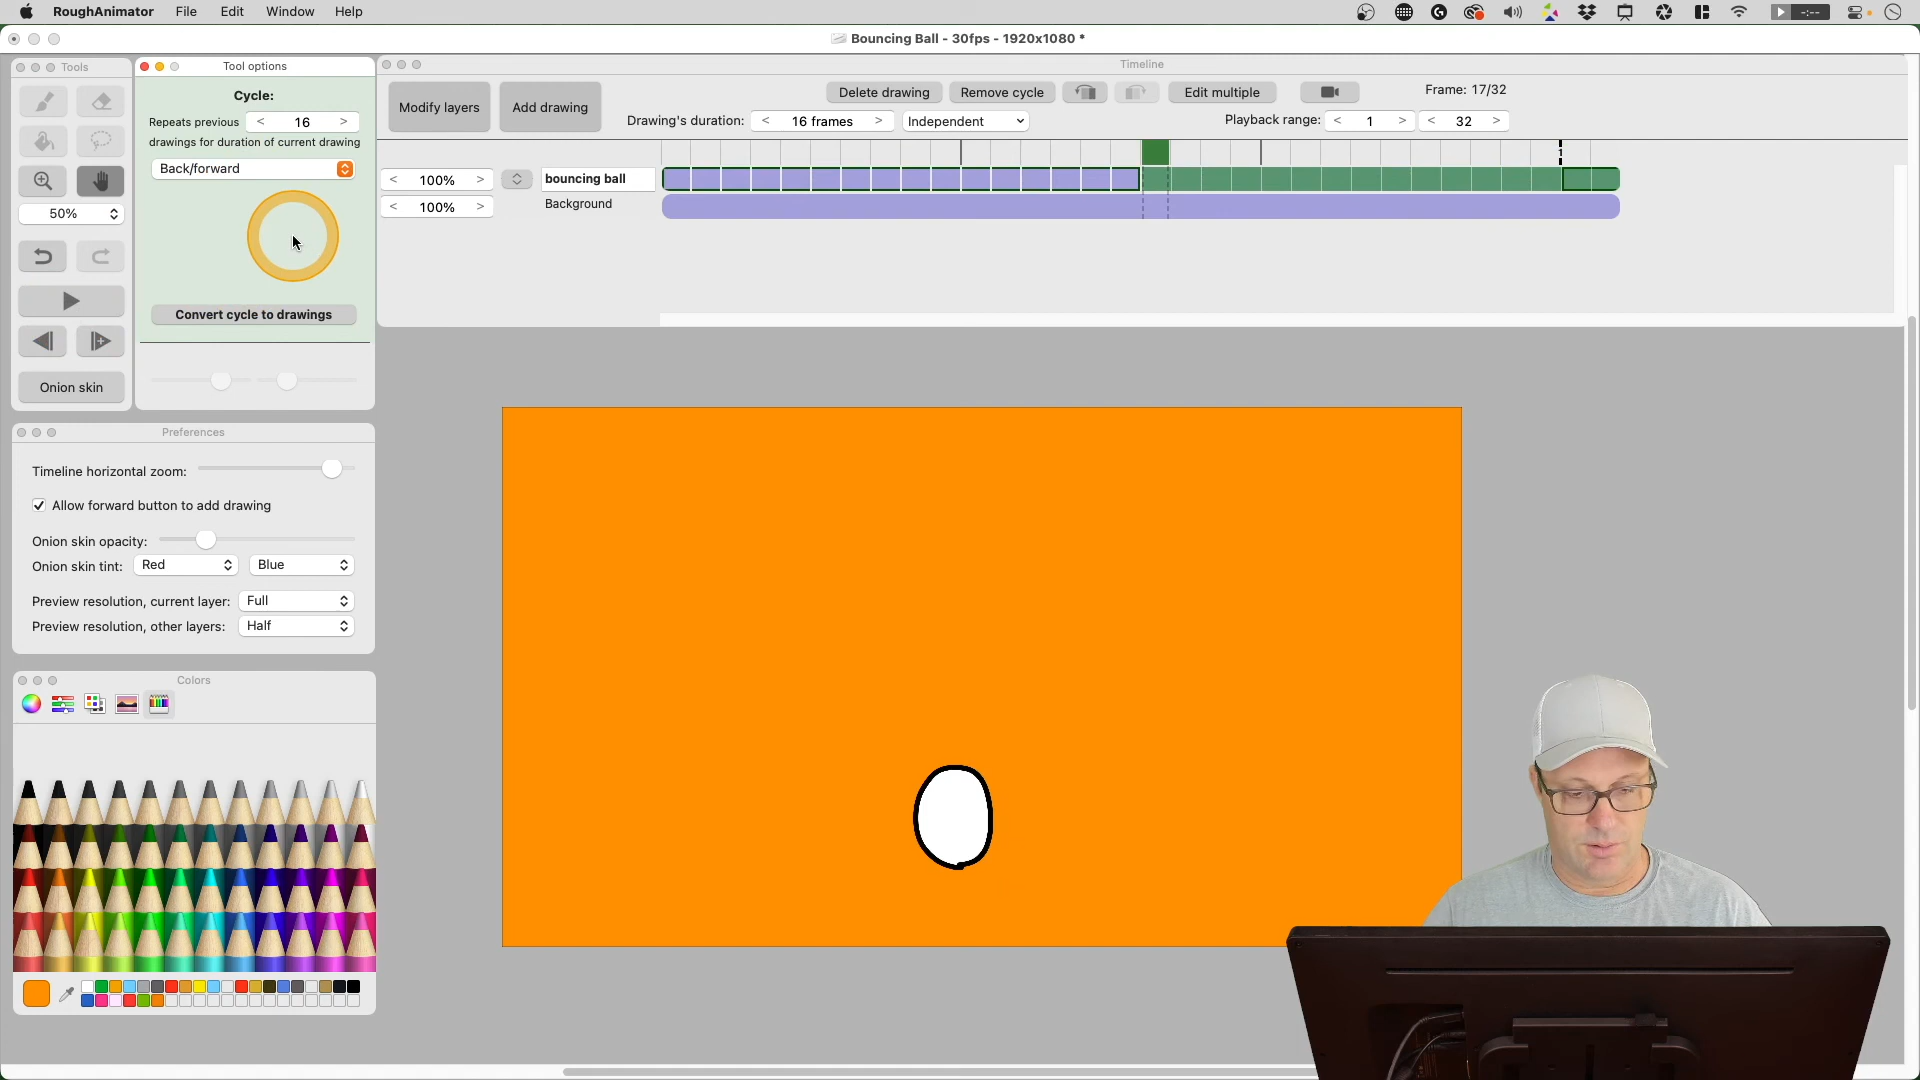 RoughAnimator File Edit Window Help
--:--
Bouncing Ball - 30fps - 1920x1080 *
Tools
Tool options
Timeline
Cycle:
Repeats previous < 16 >
drawings for duration of current drawing
Back/forward
Convert cycle to drawings
50%
Onion skin
Modify layers
Add drawing
Delete drawing
Remove cycle
Edit multiple
Frame: 17/32
Drawing's duration: < 16 frames >
Independent
Playback range: < 1 > < 32 >
1
< 100% > bouncing ball
< 100% > Background
Preferences
Timeline horizontal zoom:
Allow forward button to add drawing
Onion skin opacity:
Onion skin tint: Red Blue
Preview resolution, current layer: Full
Preview resolution, other layers: Half
Colors